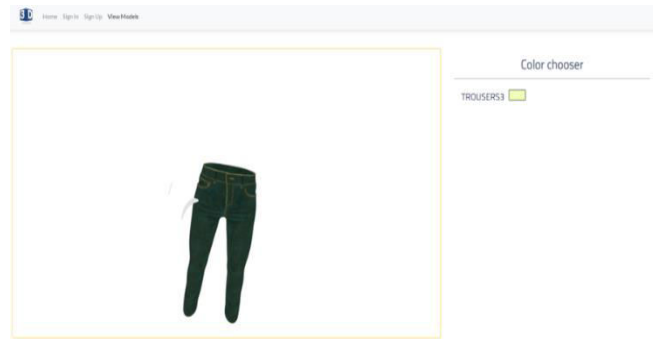 3D
Home Sign In Sign Up View Models
Color chooser
TROUSERS3